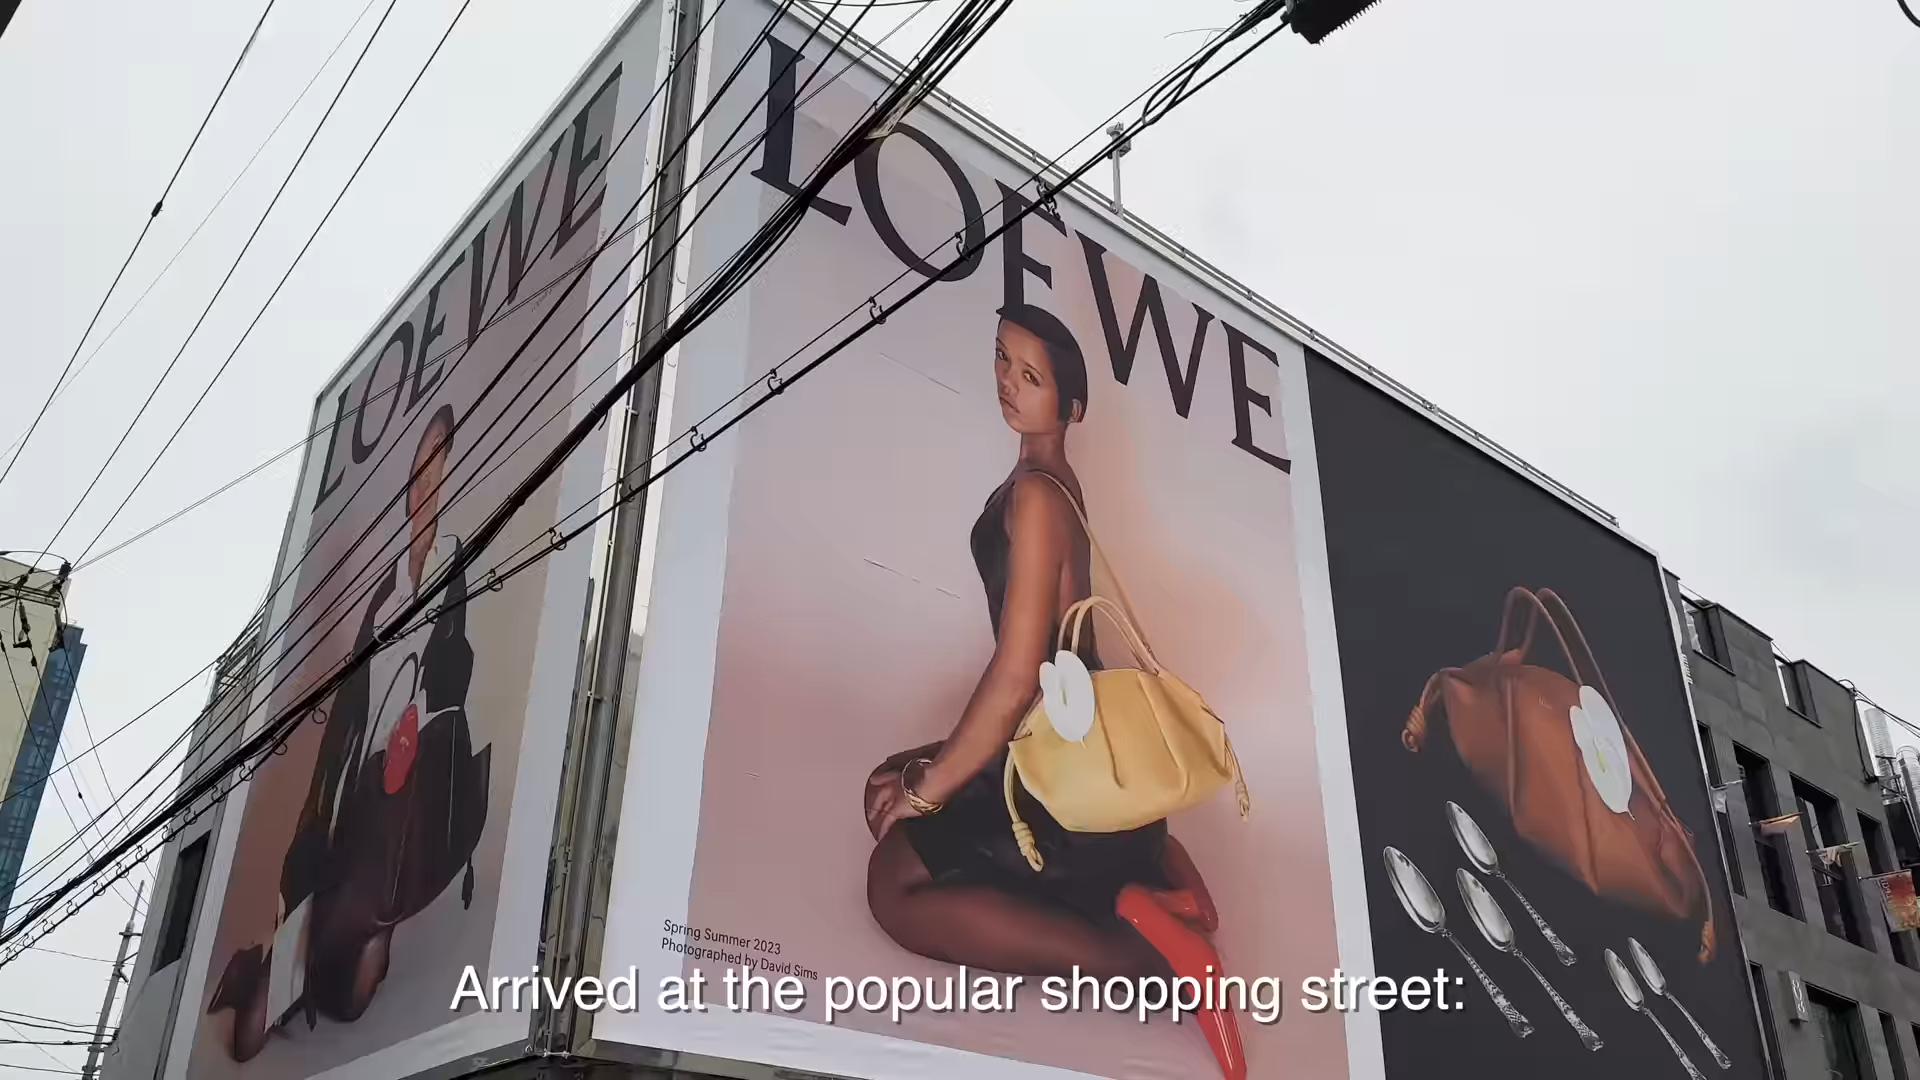 LOEWE
LOEWE
Spring Summer 2023
Photographed by David Sims
Arrived at the popular shopping street: